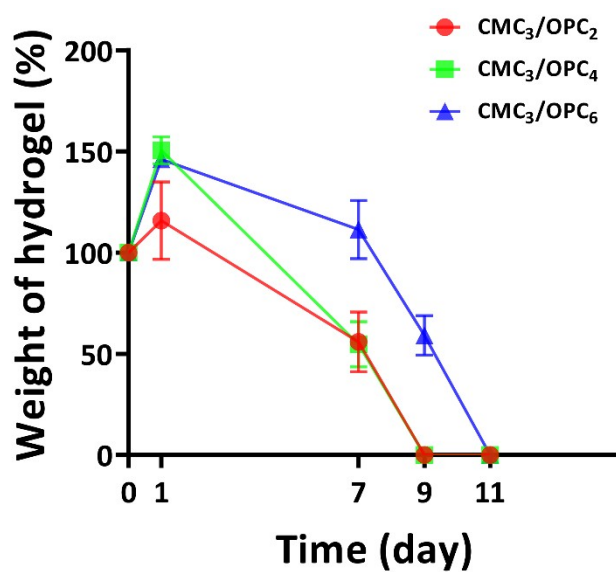 CMC₃/OPC₂
CMC₃/OPC₄
CMC₃/OPC₆
Weight of hydrogel (%)
200
150
100
50
0
0 1 7 9 11
Time (day)